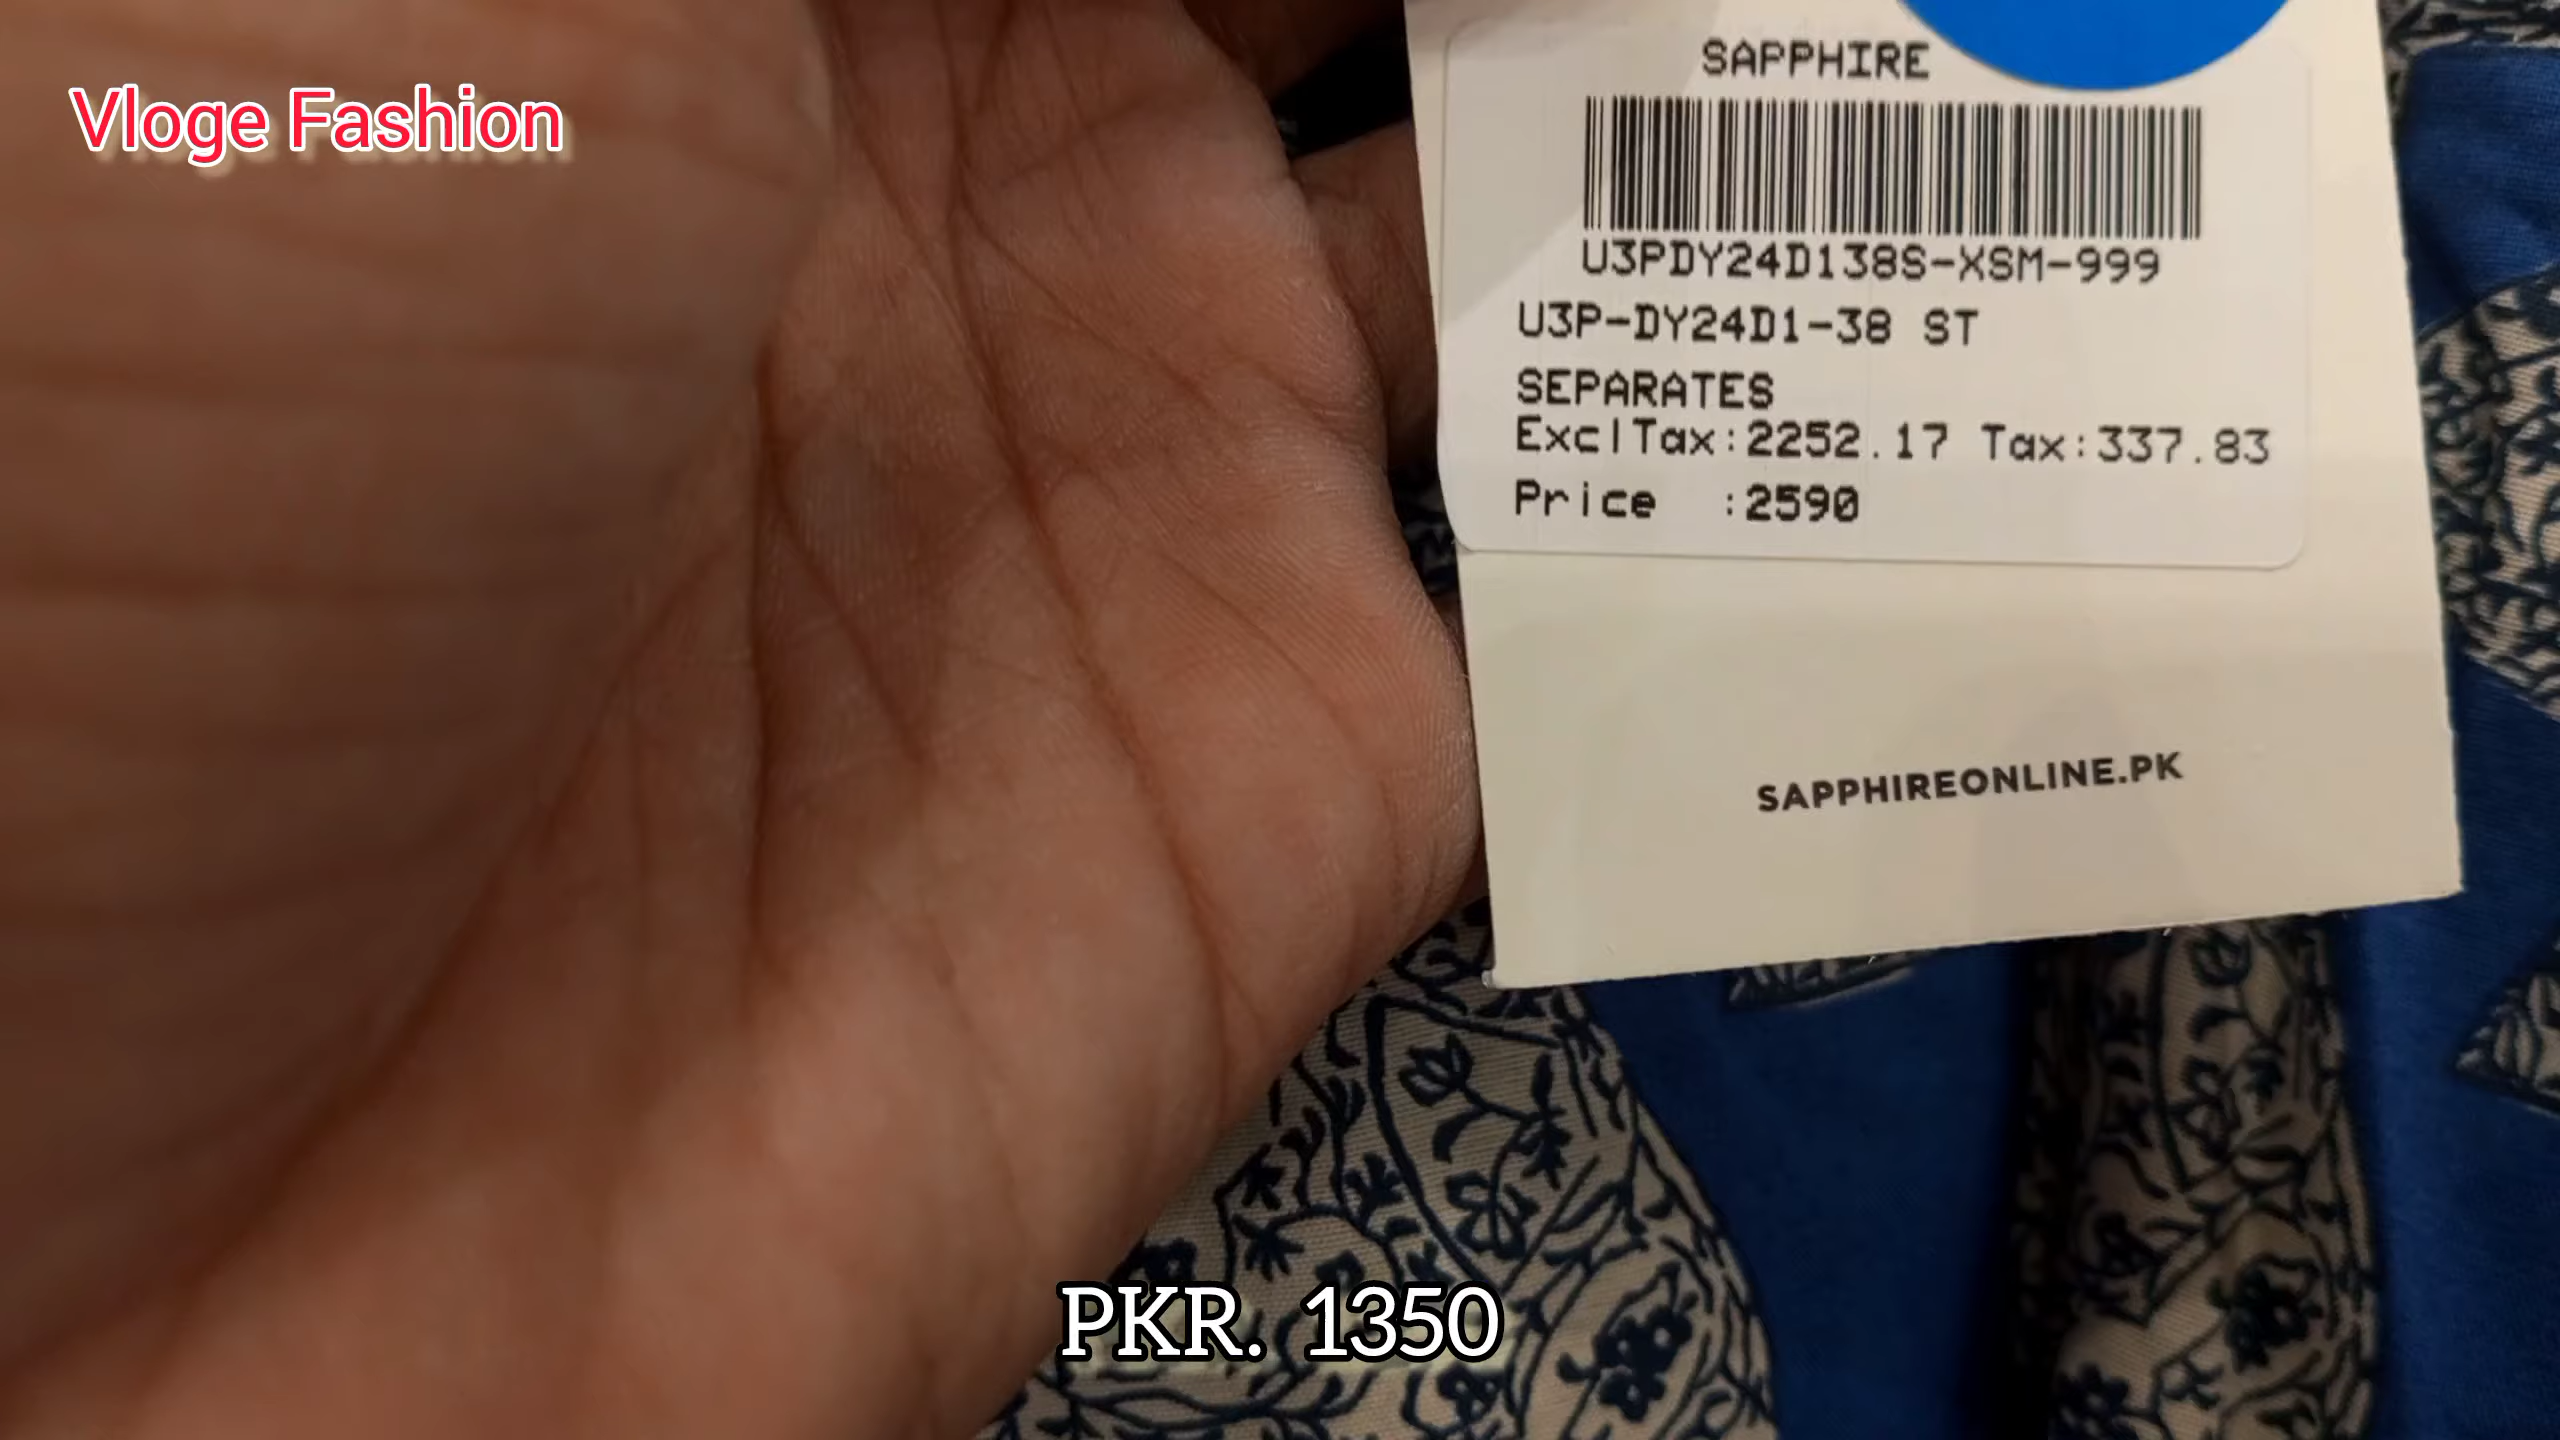 Vloge Fashion
SAPPHIRE
U3PDY24D138S-XSM-999
U3P-DY24D1-38 ST
SEPARATES
ExclTax:2252.17 Tax:337.83
Price :2590
SAPPHIREONLINE.PK
PKR. 1350